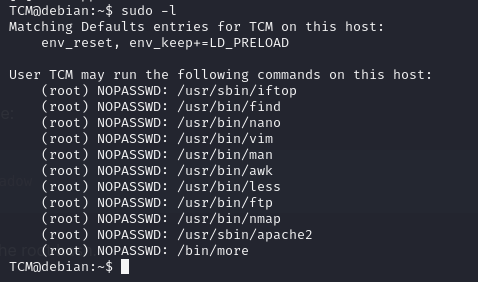 TCM@debian:~$ sudo -l
Matching Defaults entries for TCM on this host:
    env_reset, env_keep+=LD_PRELOAD

User TCM may run the following commands on this host:
    (root) NOPASSWD: /usr/sbin/iftop
    (root) NOPASSWD: /usr/bin/find
    (root) NOPASSWD: /usr/bin/nano
    (root) NOPASSWD: /usr/bin/vim
    (root) NOPASSWD: /usr/bin/man
    (root) NOPASSWD: /usr/bin/awk
    (root) NOPASSWD: /usr/bin/less
    (root) NOPASSWD: /usr/bin/ftp
    (root) NOPASSWD: /usr/bin/nmap
    (root) NOPASSWD: /usr/sbin/apache2
    (root) NOPASSWD: /bin/more
TCM@debian:~$